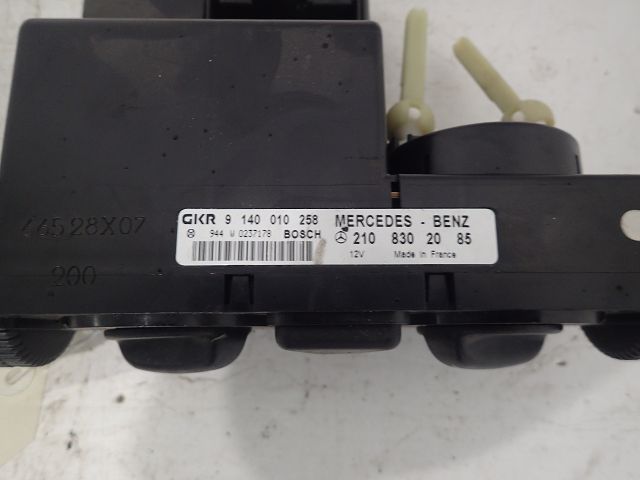 GKR 9 140 010 258 MERCEDES - BENZ
944 W 0237178 BOSCH 210 830 20 85
12V Made In France
200